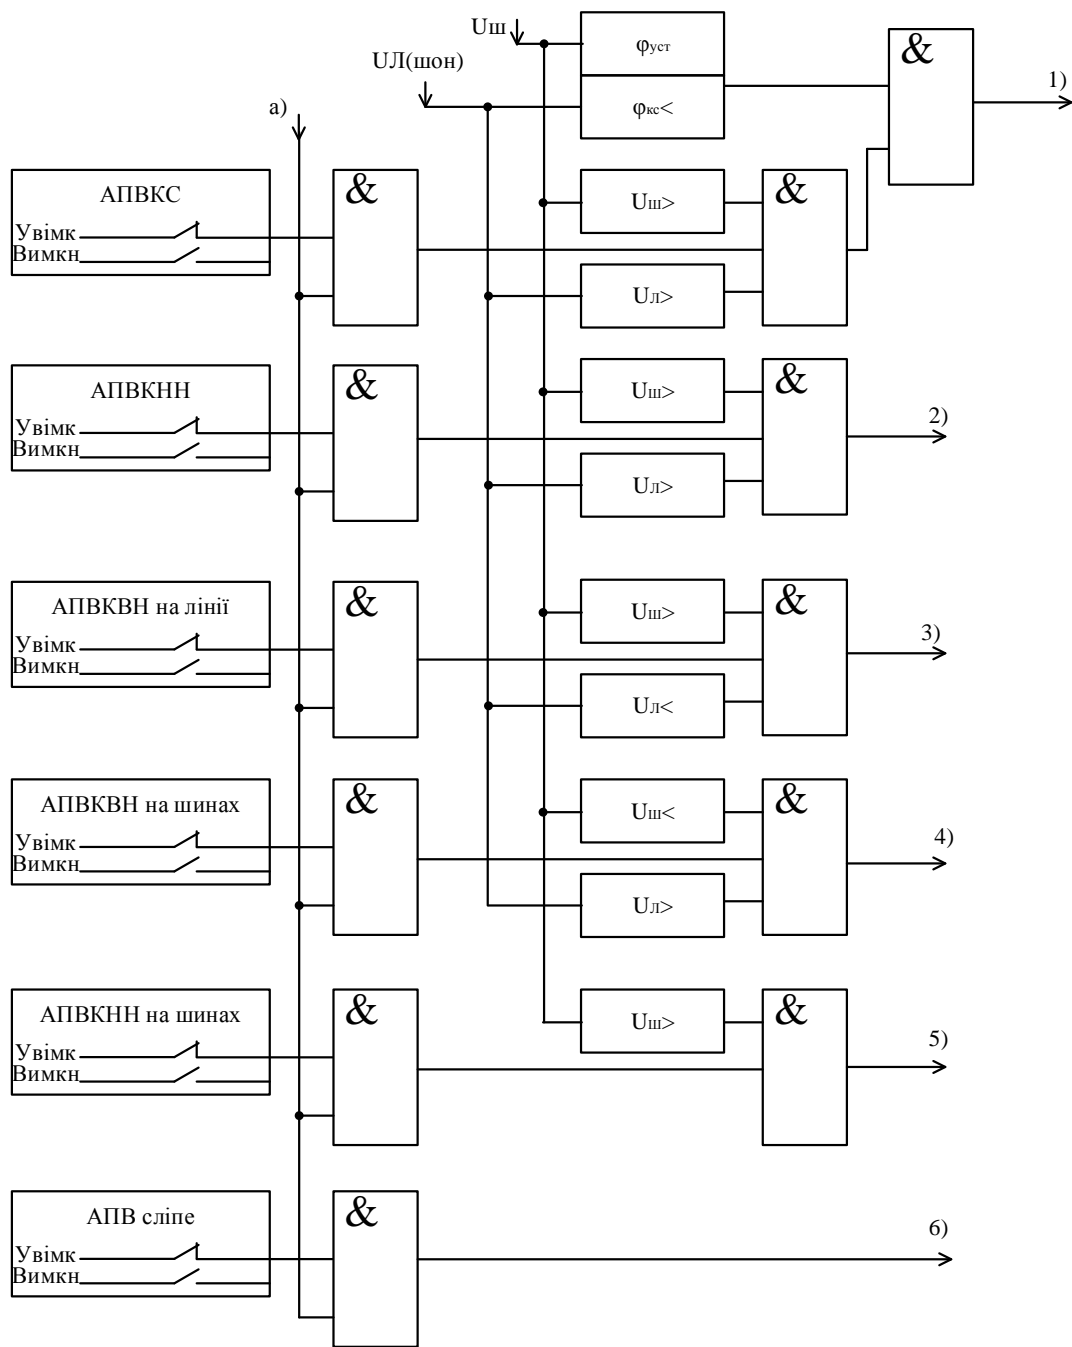 Uш
φуст
&
UЛ(шон)
1)
а)
φкс<
АПВКС
&
Uш>
&
Увімк
Вимкн
Uл>
АПВКНН
&
Uш>
&
2)
Увімк
Вимкн
Uл>
АПВКВН на лінії
&
Uш>
&
3)
Увімк
Вимкн
Uл<
АПВКВН на шинах
&
Uш<
&
4)
Увімк
Вимкн
Uл>
АПВКНН на шинах
&
Uш>
&
5)
Увімк
Вимкн
АПВ сліпе
&
6)
Увімк
Вимкн